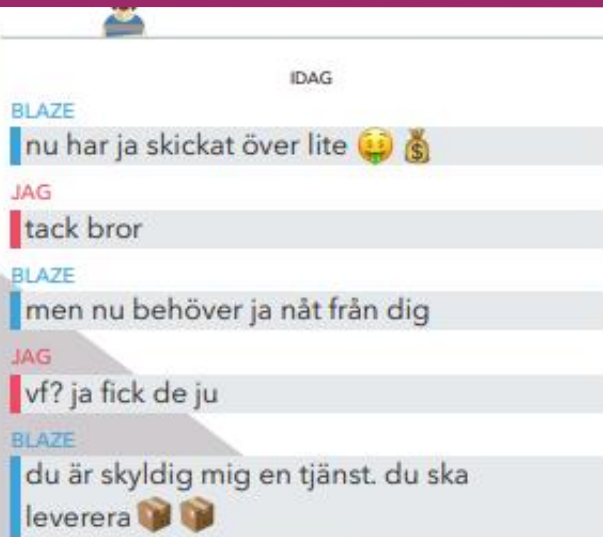 IDAG
BLAZE
nu har ja skickat över lite 🤑 💰
JAG
tack bror
BLAZE
men nu behöver ja nåt från dig
JAG
vf? ja fick de ju
BLAZE
du är skyldig mig en tjänst. du ska
leverera 📦 📦